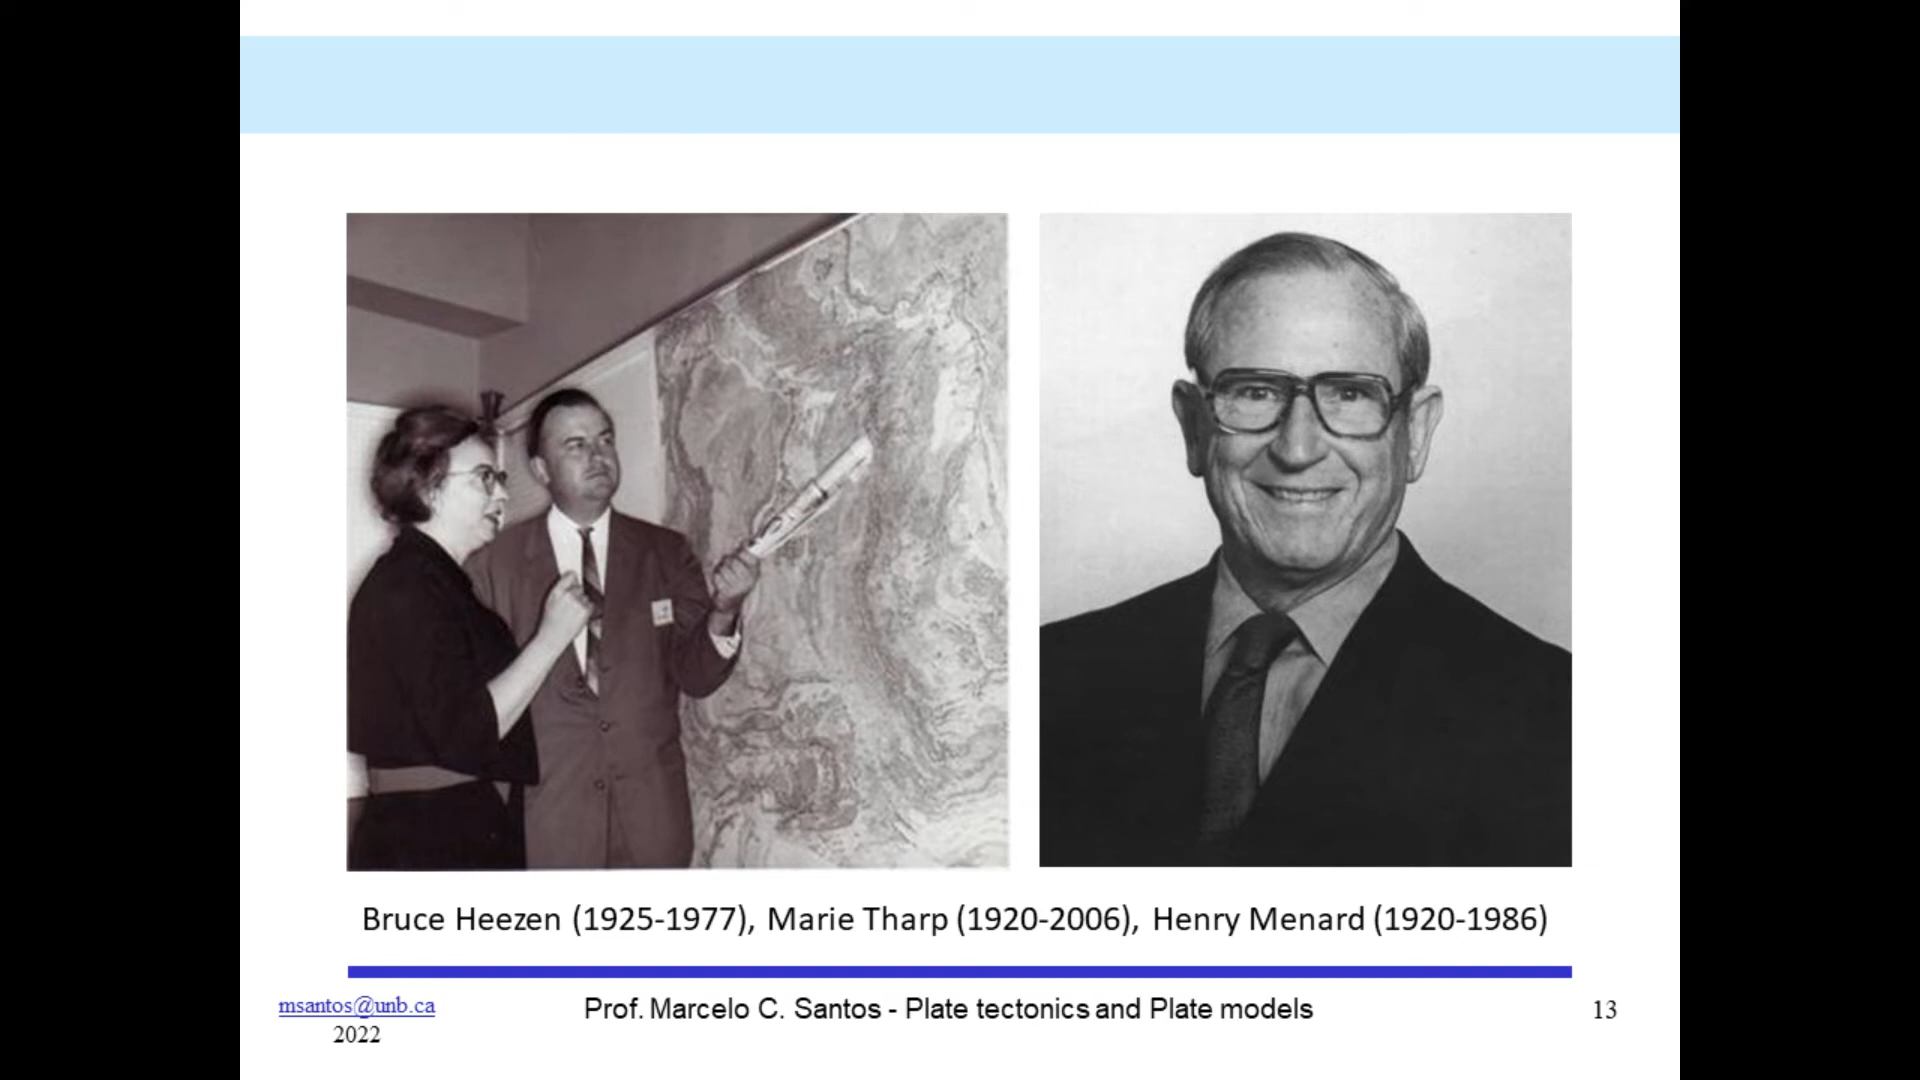 Bruce Heezen (1925-1977), Marie Tharp (1920-2006), Henry Menard (1920-1986)
msantos@unb.ca
2022
Prof. Marcelo C. Santos - Plate tectonics and Plate models
13